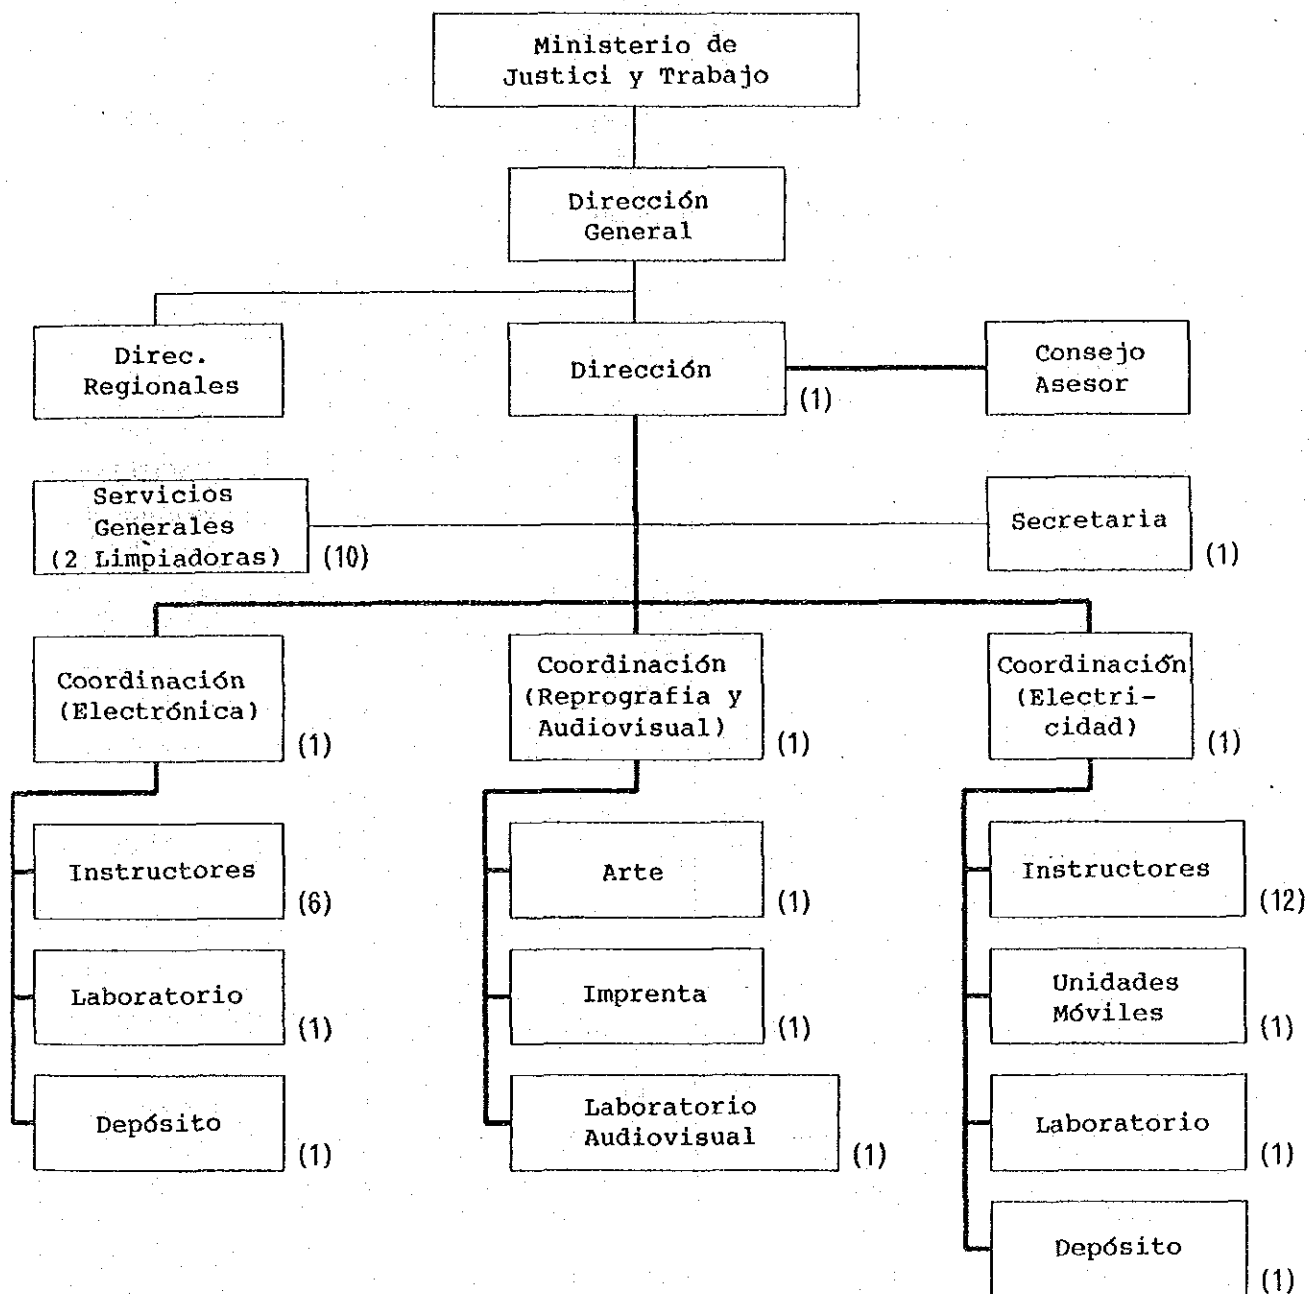 Ministerio de
Justici y Trabajo
Dirección
General
Direc.
Regionales
Dirección
(1)
Consejo
Asesor
Servicios
Generales
(2 Limpiadoras)
(10)
Secretaria
(1)
Coordinación
(Electrónica)
(1)
Coordinación
(Reprografia y
Audiovisual)
(1)
Coordinación
(Electri-
cidad)
(1)
Instructores
(6)
Laboratorio
(1)
Depósito
(1)
Arte
(1)
Imprenta
(1)
Laboratorio
Audiovisual
(1)
Instructores
(12)
Unidades
Móviles
(1)
Laboratorio
(1)
Depósito
(1)